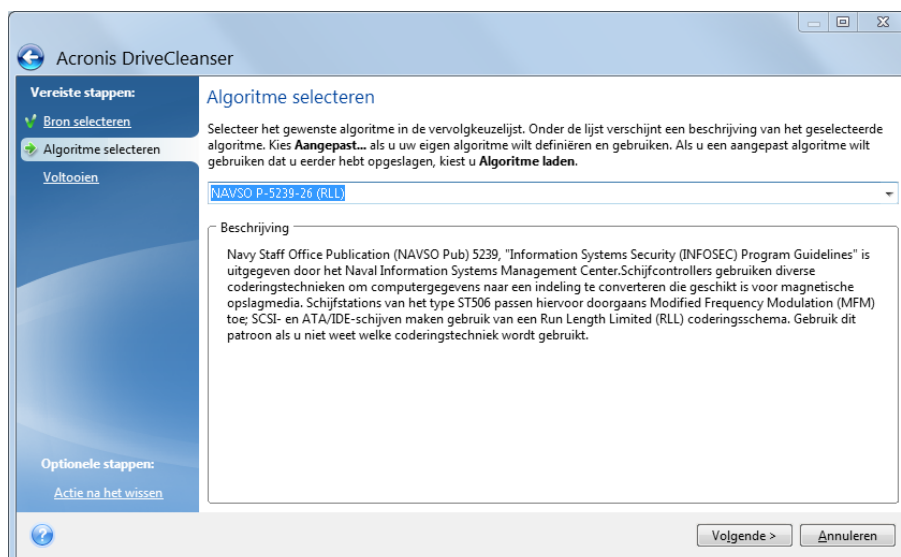 Acronis DriveCleanser
Vereiste stappen:
Bron selecteren
Algoritme selecteren
Voltooien
Optionele stappen:
Actie na het wissen
Algoritme selecteren
Selecteer het gewenste algoritme in de vervolgkeuzelijst. Onder de lijst verschijnt een beschrijving van het geselecteerde
algoritme. Kies Aangepast... als u uw eigen algoritme wilt definiëren en gebruiken. Als u een aangepast algoritme wilt
gebruiken dat u eerder hebt opgeslagen, kiest u Algoritme laden.
NAVSO P-5239-26 (RLL)
Beschrijving
Navy Staff Office Publication (NAVSO Pub) 5239, "Information Systems Security (INFOSEC) Program Guidelines" is
uitgegeven door het Naval Information Systems Management Center.Schijfcontrollers gebruiken diverse
coderingstechnieken om computergegevens naar een indeling te converteren die geschikt is voor magnetische
opslagmedia. Schijfstations van het type ST506 passen hiervoor doorgaans Modified Frequency Modulation (MFM)
toe; SCSI- en ATA/IDE-schijven maken gebruik van een Run Length Limited (RLL) coderingsschema. Gebruik dit
patroon als u niet weet welke coderingstechniek wordt gebruikt.
Volgende >
Annuleren